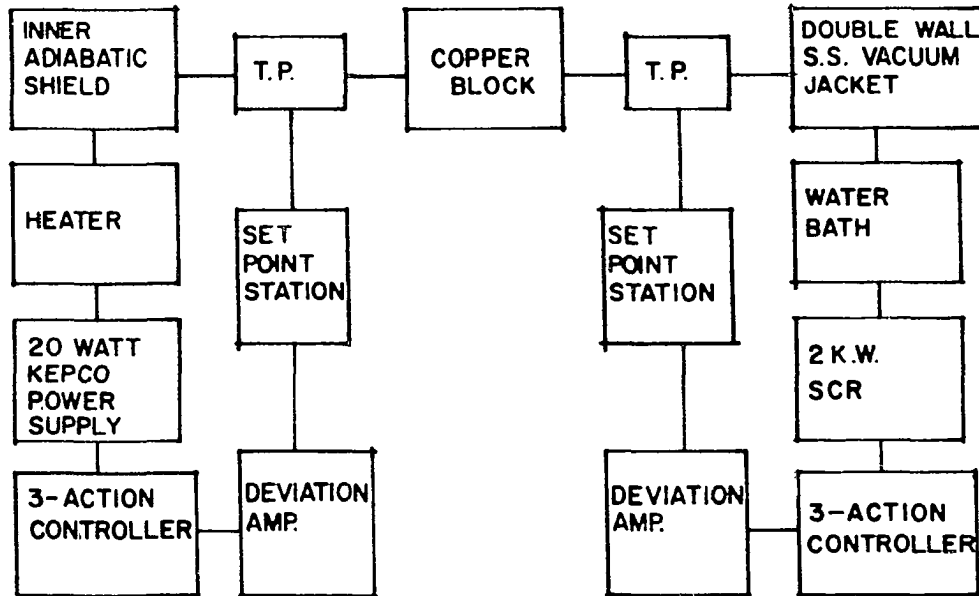 INNER
ADIABATIC
SHIELD
T.P.
COPPER
BLOCK
T.P.
DOUBLE WALL
S.S. VACUUM
JACKET
HEATER
SET
POINT
STATION
SET
POINT
STATION
WATER
BATH
20 WATT
KEPCO
POWER
SUPPLY
2 K.W.
SCR
3-ACTION
CONTROLLER
DEVIATION
AMP.
DEVIATION
AMP.
3-ACTION
CONTROLLER